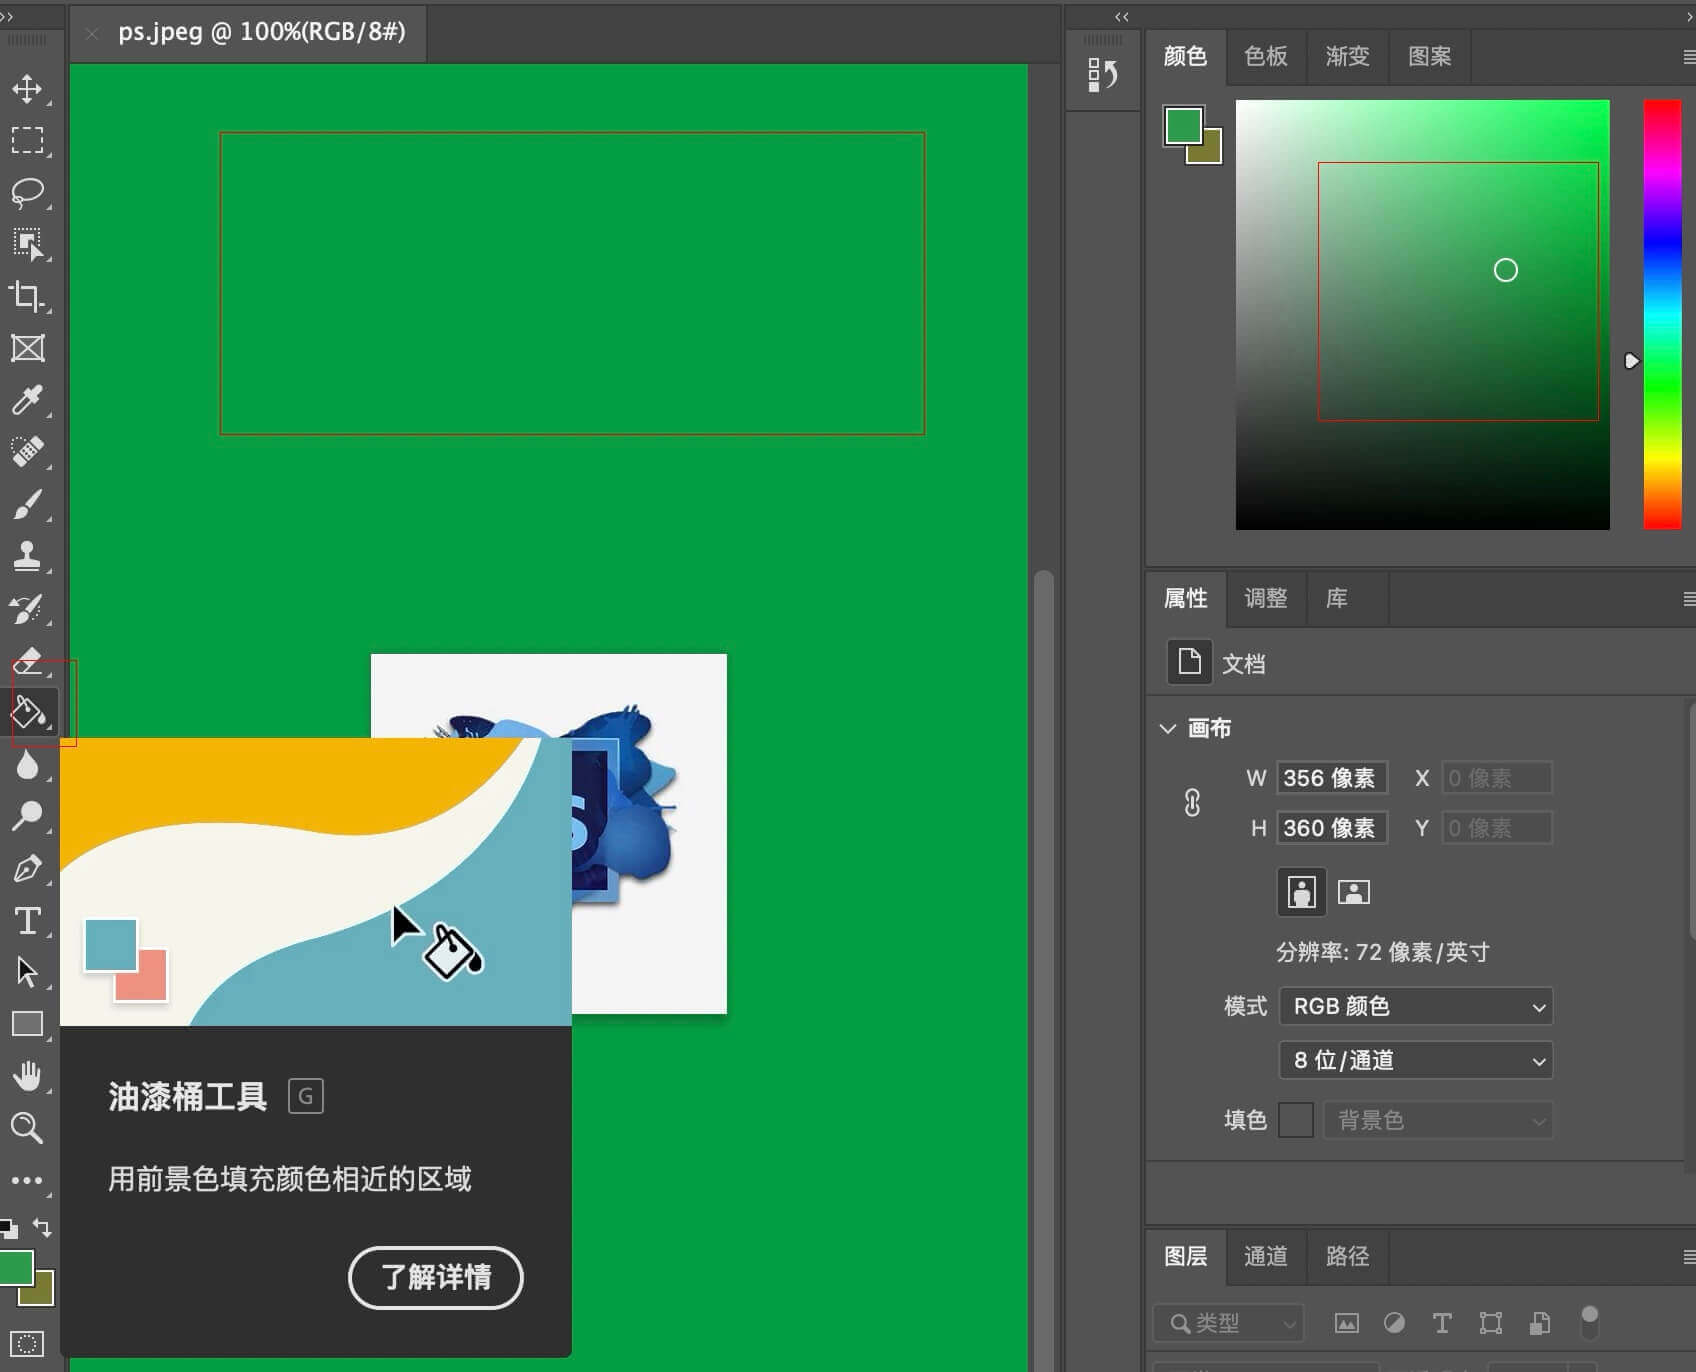 ps.jpeg @ 100%(RGB/8#)
颜色 色板 渐变 图案
属性 调整 库
文档
画布
W 356 像素 X 0 像素
H 360 像素 Y 0 像素
分辨率: 72 像素/英寸
模式 RGB 颜色
8 位/通道
填色 背景色
图层 通道 路径
类型
油漆桶工具 G
用前景色填充颜色相近的区域
了解详情